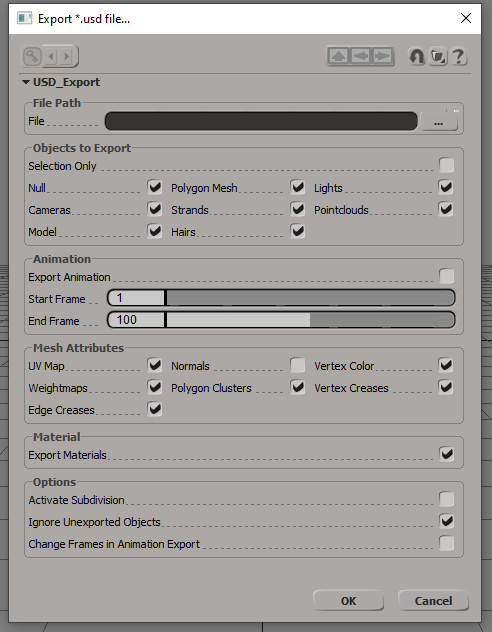 Export *.usd file...
?
USD_Export
File Path
File ...
Objects to Export
Selection Only
Null Polygon Mesh Lights
Cameras Strands Pointclouds
Model Hairs
Animation
Export Animation
Start Frame 1
End Frame 100
Mesh Attributes
UV Map Normals Vertex Color
Weightmaps Polygon Clusters Vertex Creases
Edge Creases
Material
Export Materials
Options
Activate Subdivision
Ignore Unexported Objects
Change Frames in Animation Export
OK Cancel